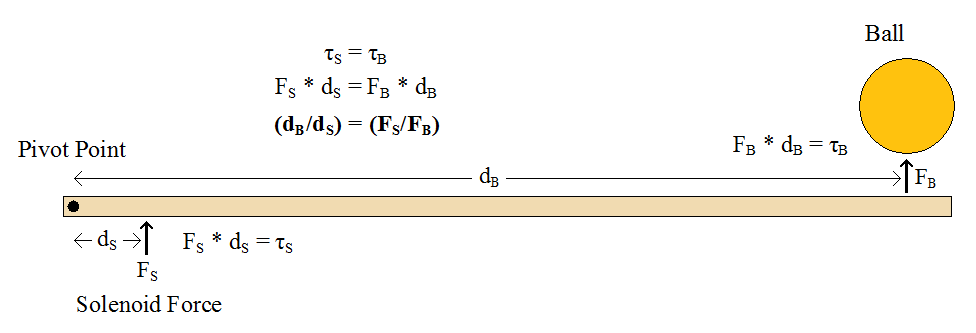 Ball
τS = τB
FS * dS = FB * dB
(dB/dS) = (FS/FB)
FB * dB = τB
Pivot Point
dB
FB
dS
FS * dS = τS
FS
Solenoid Force